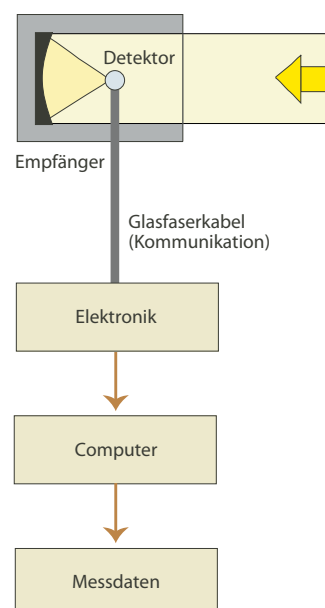 Detektor
Empfänger
Glasfaserkabel
(Kommunikation)
Elektronik
Computer
Messdaten